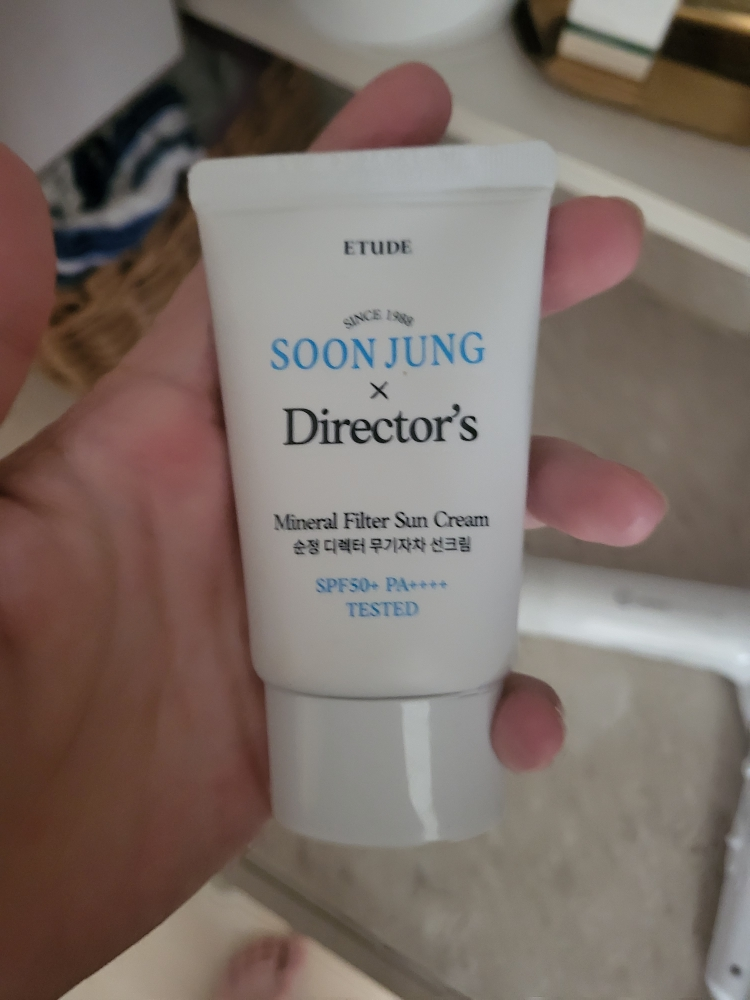 ETUDE
SINCE 1988
SOON JUNG
×
Director's
Mineral Filter Sun Cream
순정 디렉터 무기자차 선크림
SPF50+ PA++++
TESTED